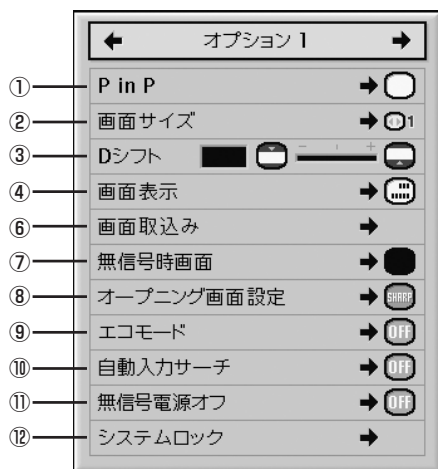 オプション 1
① P in P
② 画面サイズ 1
③ Dシフト - +
④ 画面表示
⑥ 画面取込み
⑦ 無信号時画面
⑧ オープニング画面設定 SHARP
⑨ エコモード OFF
⑩ 自動入力サーチ OFF
⑪ 無信号電源オフ OFF
⑫ システムロック